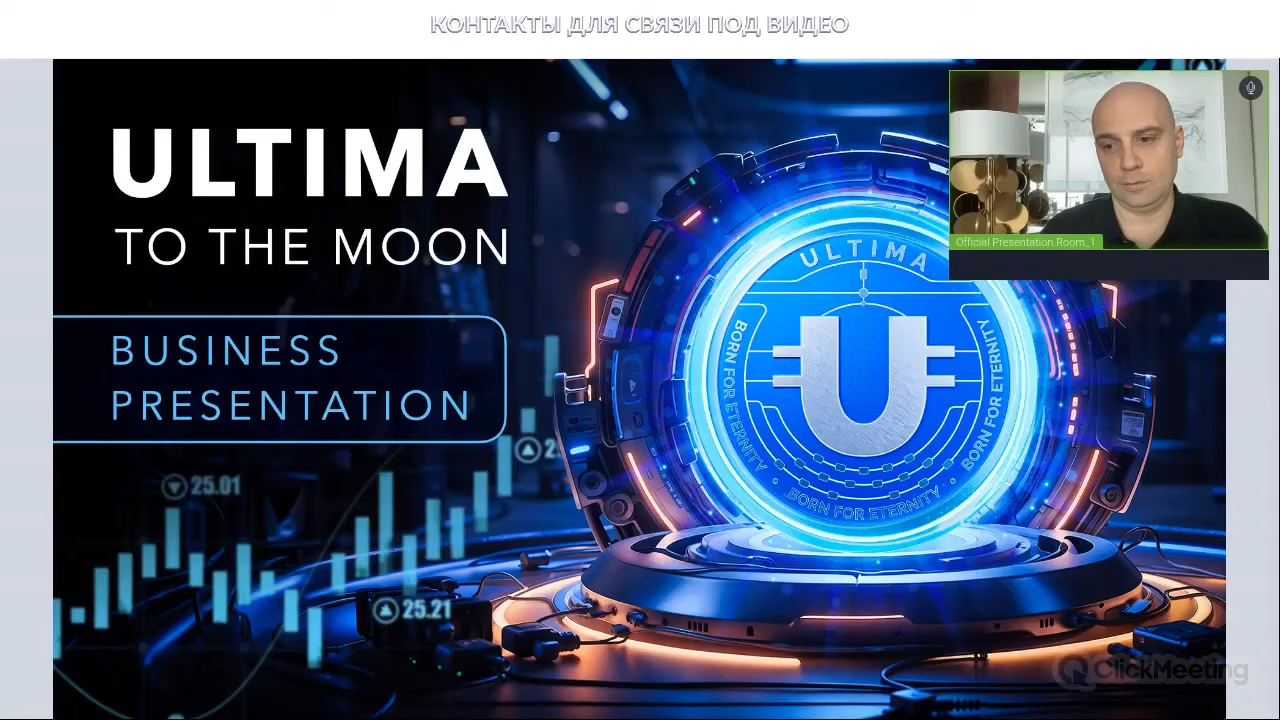 КОНТАКТЫ ДЛЯ СВЯЗИ ПОД ВИДЕО
ULTIMA
TO THE MOON
BUSINESS
PRESENTATION
Official Presentation Room_1
ULTIMA
BORN FOR ETERNITY
BORN FOR ETERNITY
BORN FOR ETERNITY
25.01
25.21
ClickMeeting